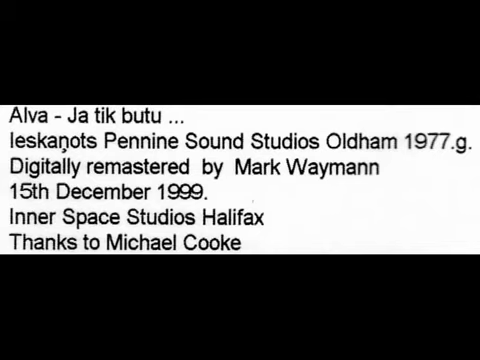 Alva - Ja tik butu ...
Ieskaņots Pennine Sound Studios Oldham 1977.g.
Digitally remastered by Mark Waymann
15th December 1999.
Inner Space Studios Halifax
Thanks to Michael Cooke